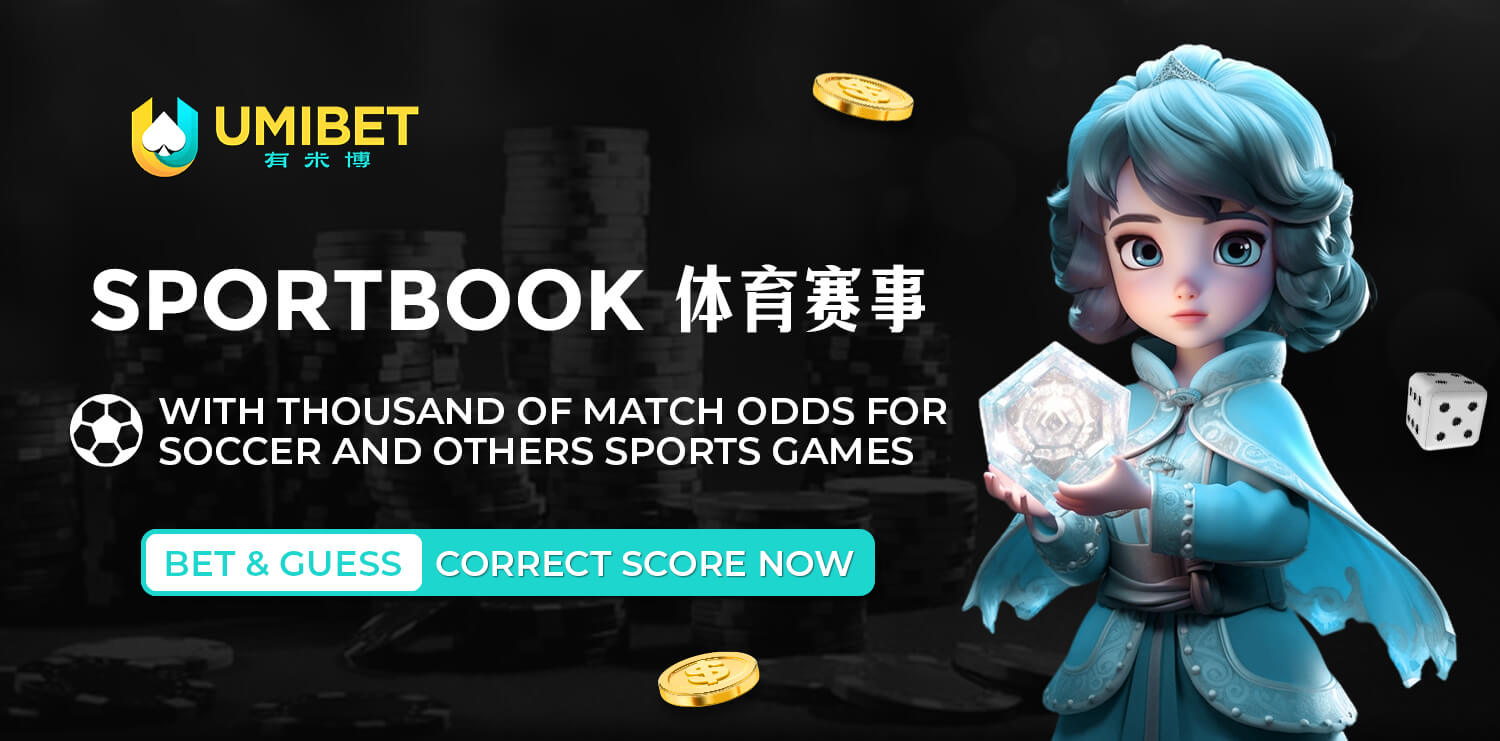 UMIBET
有米博
SPORTBOOK 体育赛事
WITH THOUSAND OF MATCH ODDS FOR
SOCCER AND OTHERS SPORTS GAMES
BET & GUESS CORRECT SCORE NOW